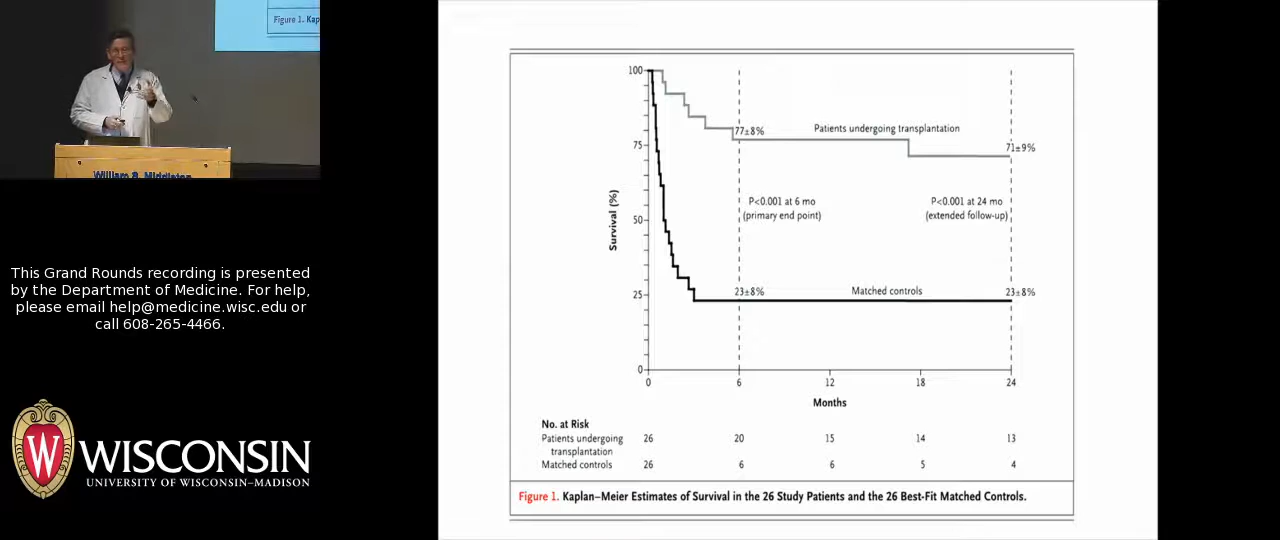 Figure 1. Kap
William S. Middleton
This Grand Rounds recording is presented
by the Department of Medicine. For help,
please email help@medicine.wisc.edu or
call 608-265-4466.
W WISCONSIN
UNIVERSITY OF WISCONSIN–MADISON
100
75
50
25
0
Survival (%)
77±8%
Patients undergoing transplantation
71±9%
P<0.001 at 6 mo
(primary end point)
P<0.001 at 24 mo
(extended follow-up)
23±8%
Matched controls
23±8%
0 6 12 18 24
Months
No. at Risk
Patients undergoing
transplantation 26 20 15 14 13
Matched controls 26 6 6 5 4
Figure 1. Kaplan–Meier Estimates of Survival in the 26 Study Patients and the 26 Best-Fit Matched Controls.